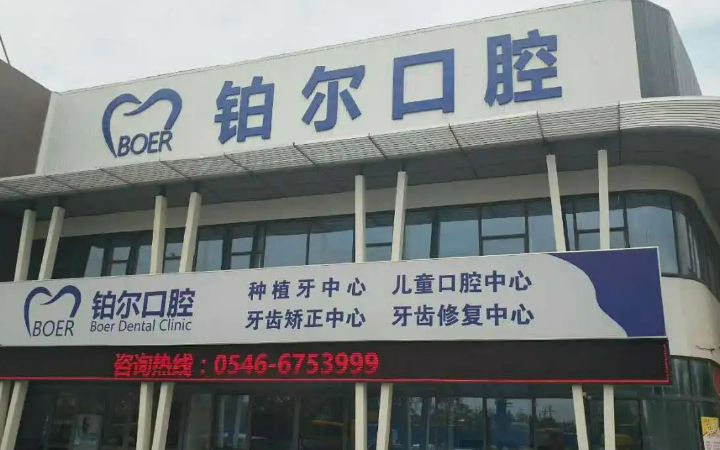 BOER 铂尔口腔
BOER 铂尔口腔
Boer Dental Clinic
种植牙中心 儿童口腔中心
牙齿矫正中心 牙齿修复中心
咨询热线：0546-6753999